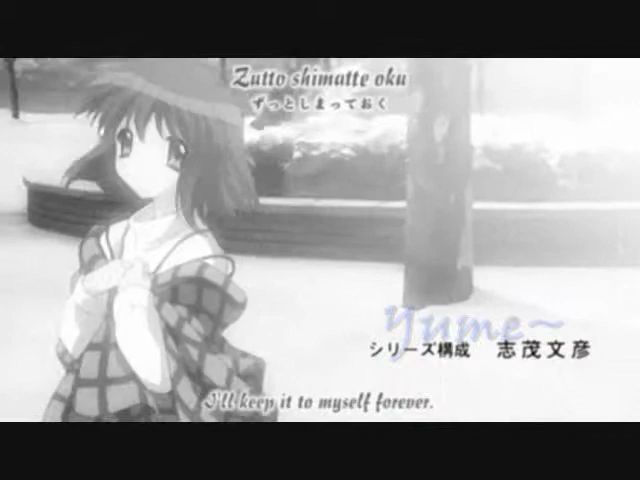 Zutto shimatte oku
ずっとしまっておく
Yume~
シリーズ構成 志茂文彦
I'll keep it to myself forever.